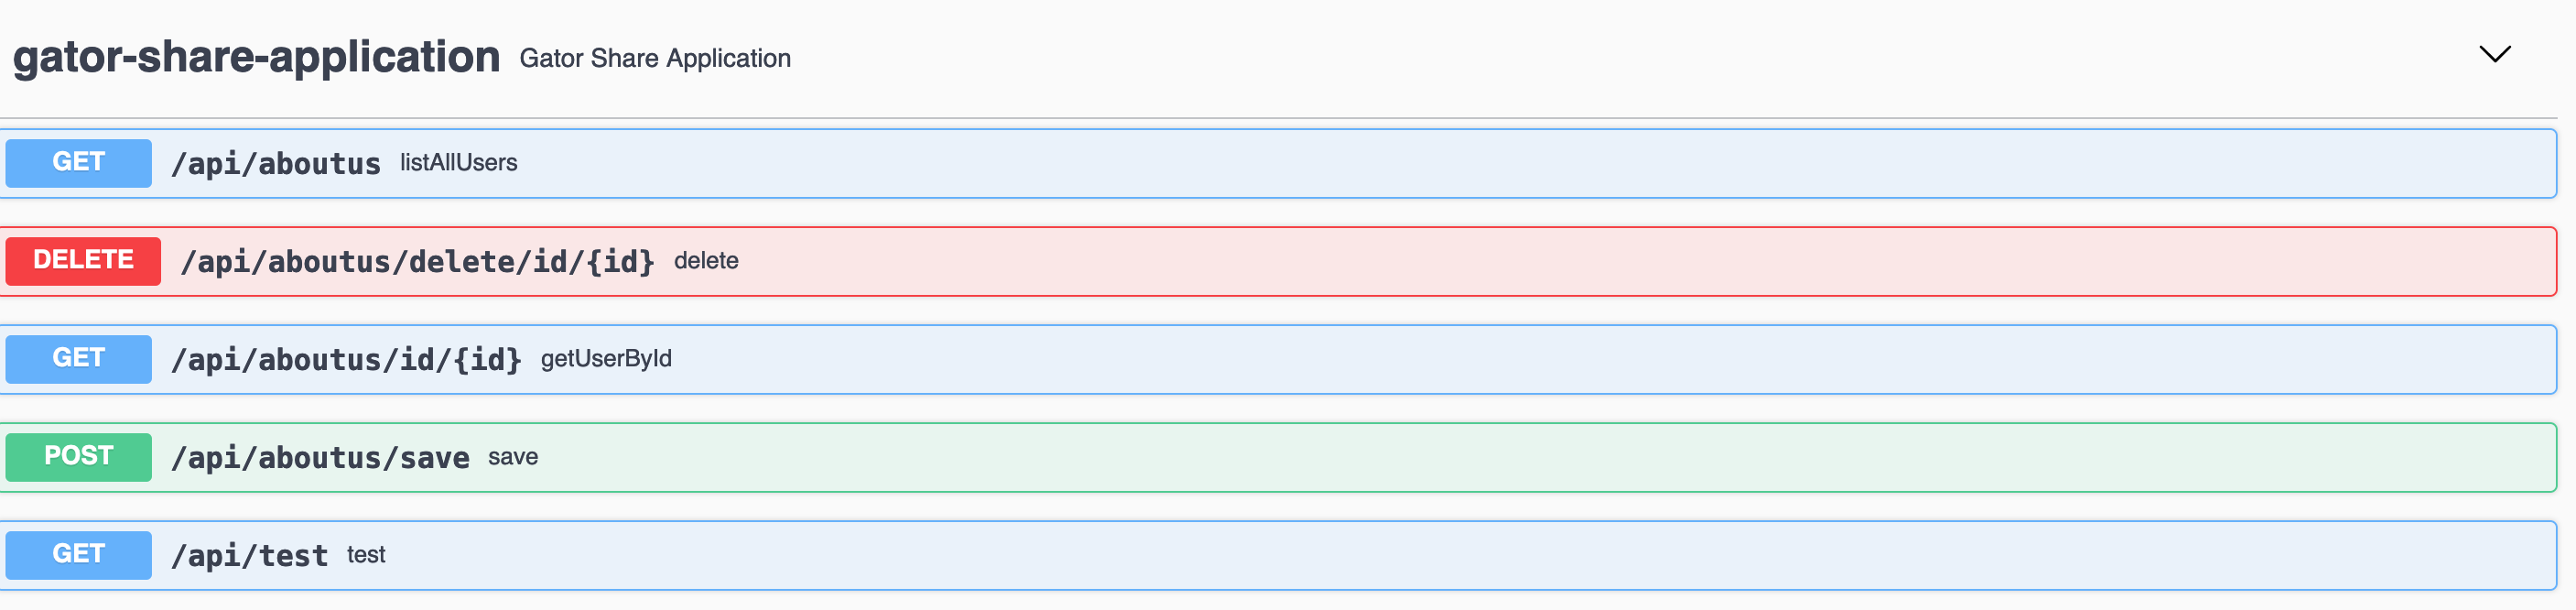 gator-share-application Gator Share Application
GET /api/aboutus listAllUsers
DELETE /api/aboutus/delete/id/{id} delete
GET /api/aboutus/id/{id} getUserById
POST /api/aboutus/save save
GET /api/test test